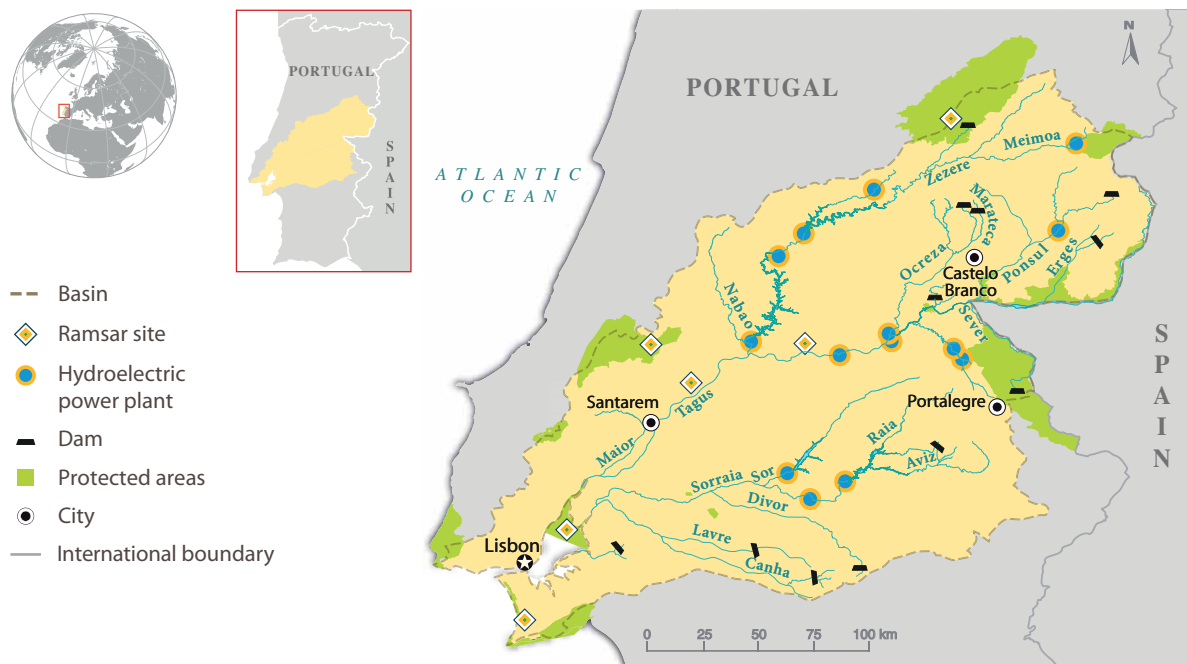 PORTUGAL
SPAIN
Basin
Ramsar site
Hydroelectric
power plant
Dam
Protected areas
City
International boundary
ATLANTIC
OCEAN
PORTUGAL
N
Meimoa
Zezere
Marateca
Ocreza
Castelo
Branco
Ponsul
Erges
Nabao
Sever
SPAIN
Santarem
Tagus
Portalegre
Maior
Raia
Aviz
Sor
Sorraia
Divor
Lavre
Canha
Lisbon
0 25 50 75 100 km